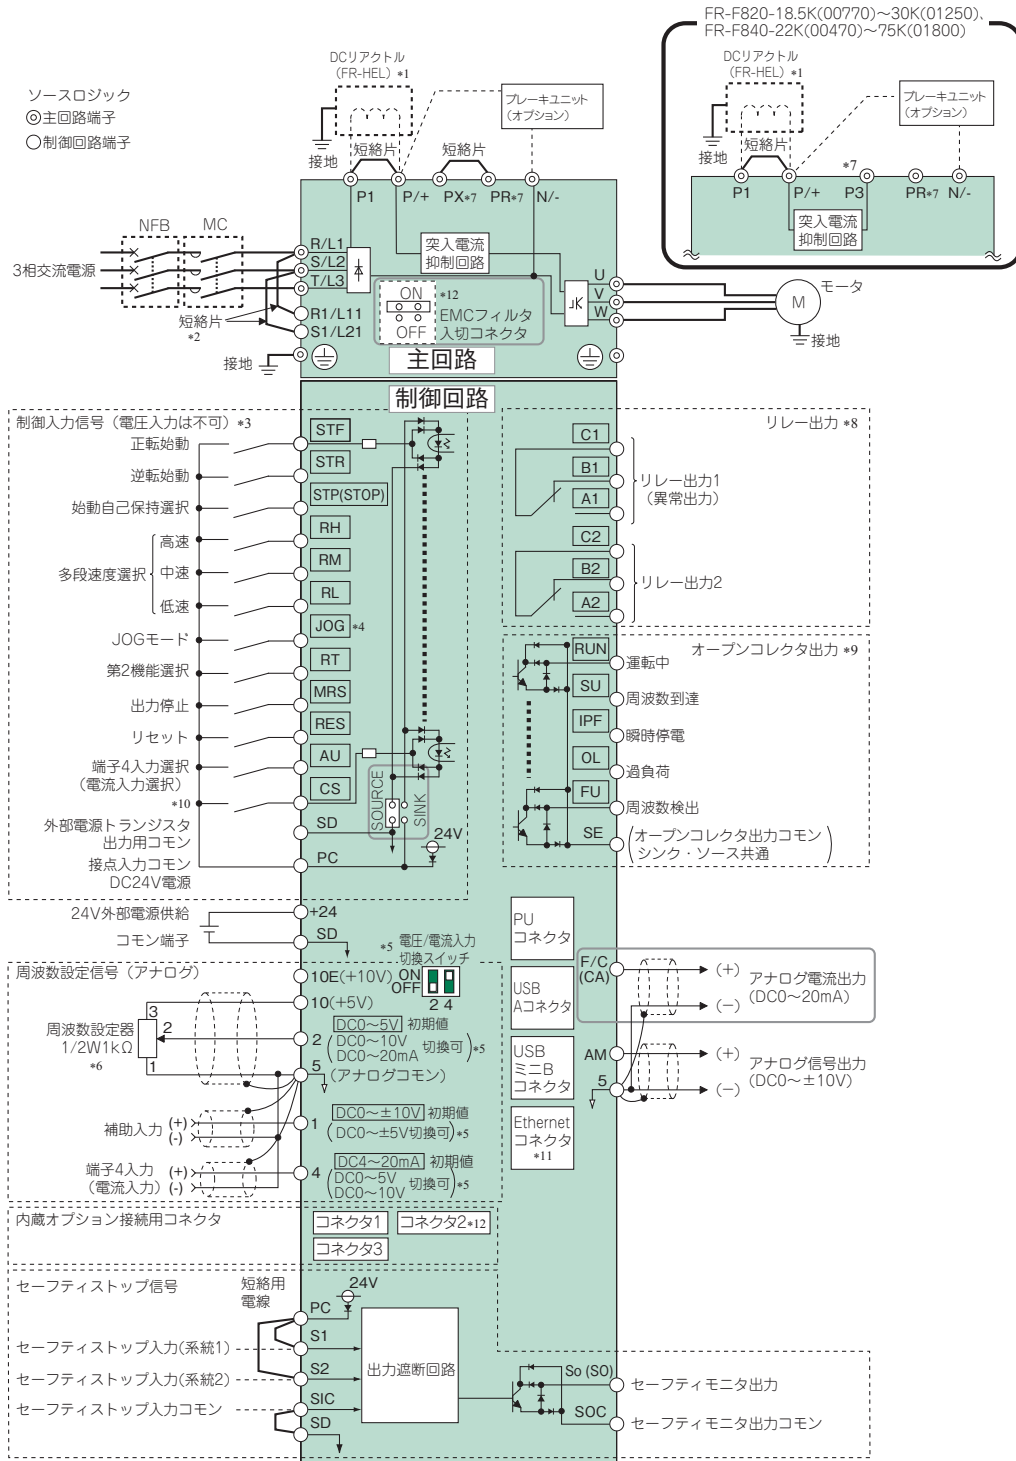 FR-F820-18.5K(00770)～30K(01250)、
FR-F840-22K(00470)～75K(01800)
DCリアクトル
(FR-HEL) *1
ブレーキユニット
(オプション)
接地
短絡片
*7
P1
P/+
P3
PR*7
N/-
突入電流
抑制回路
ソースロジック
主回路端子
制御回路端子
DCリアクトル
(FR-HEL) *1
ブレーキユニット
(オプション)
接地
短絡片
短絡片
P1
P/+
PX*7
PR*7
N/-
NFB
MC
3相交流電源
R/L1
S/L2
T/L3
R1/L11
S1/L21
短絡片
*2
接地
突入電流
抑制回路
ON
OFF
*12
EMCフィルタ
入切コネクタ
主回路
U
V
W
M
モータ
接地
制御回路
制御入力信号（電圧入力は不可）*3
正転始動
STF
逆転始動
STR
始動自己保持選択
STP(STOP)
多段速度選択
高速
RH
中速
RM
低速
RL
JOGモード
JOG *4
第2機能選択
RT
出力停止
MRS
リセット
RES
端子4入力選択
(電流入力選択)
AU
*10
CS
SOURCE
SINK
24V
外部電源トランジスタ
出力用コモン
SD
接点入力コモン
DC24V電源
PC
24V外部電源供給
+24
コモン端子
SD
リレー出力 *8
C1
B1
A1
リレー出力1
(異常出力)
C2
B2
A2
リレー出力2
オープンコレクタ出力 *9
RUN
運転中
SU
周波数到達
IPF
瞬時停電
OL
過負荷
FU
周波数検出
SE
オープンコレクタ出力コモン
シンク・ソース共通
周波数設定信号（アナログ）
*5
電圧/電流入力
切換スイッチ
ON
OFF
2 4
10E(+10V)
10(+5V)
周波数設定器
1/2W1kΩ
*6
3
2
1
2
DC0～5V 初期値
DC0～10V
DC0～20mA
切換可
*5
5
(アナログコモン)
補助入力
(+)
(-)
1
DC0～±10V 初期値
(DC0～±5V切換可) *5
端子4入力
(電流入力)
(+)
(-)
4
DC4～20mA 初期値
DC0～5V
DC0～10V
切換可
*5
PU
コネクタ
USB
Aコネクタ
USB
ミニB
コネクタ
Ethernet
コネクタ
*11
F/C
(CA)
(+)
(−)
アナログ電流出力
(DC0～20mA)
AM
5
(+)
(−)
アナログ信号出力
(DC0～±10V)
内蔵オプション接続用コネクタ
コネクタ1
コネクタ2*12
コネクタ3
セーフティストップ信号
短絡用
電線
24V
PC
セーフティストップ入力(系統1)
S1
セーフティストップ入力(系統2)
S2
セーフティストップ入力コモン
SIC
SD
出力遮断回路
So (SO)
セーフティモニタ出力
SOC
セーフティモニタ出力コモン